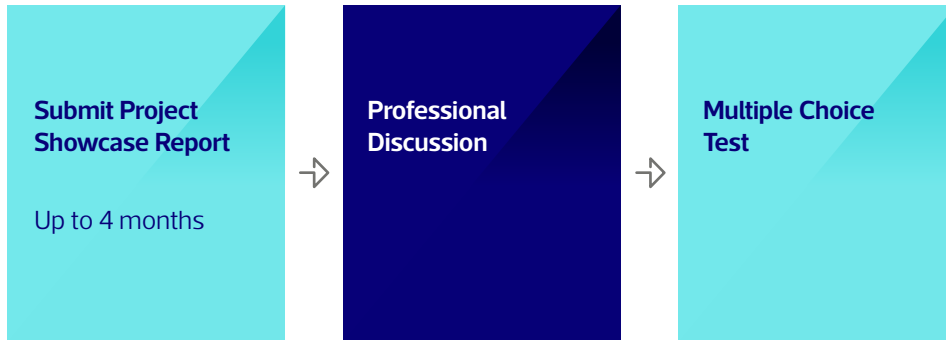 Submit Project
Showcase Report
Up to 4 months
Professional
Discussion
Multiple Choice
Test